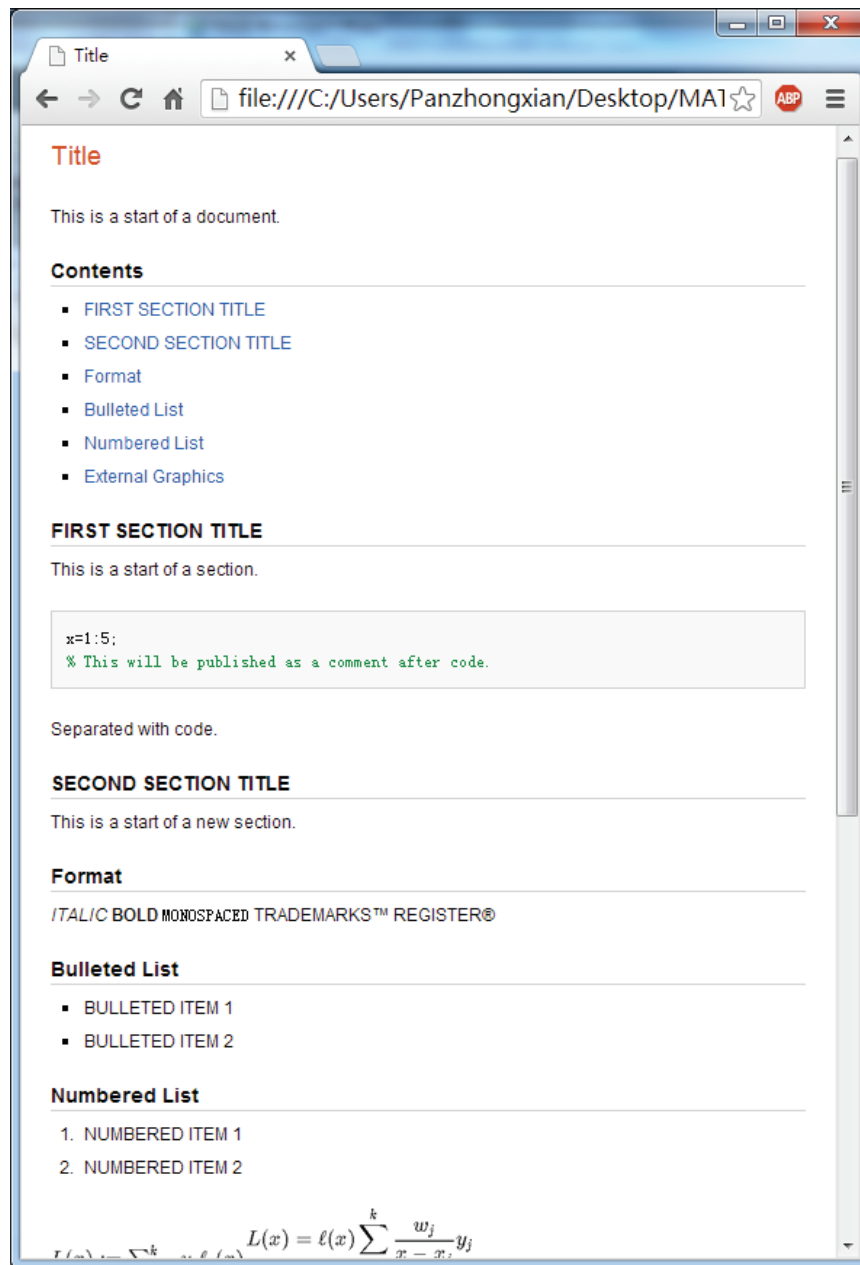 Title
file:///C:/Users/Panzhongxian/Desktop/MAT
ABP
Title
This is a start of a document.
Contents
▪ FIRST SECTION TITLE
▪ SECOND SECTION TITLE
▪ Format
▪ Bulleted List
▪ Numbered List
▪ External Graphics
FIRST SECTION TITLE
This is a start of a section.
x=1:5;
% This will be published as a comment after code.
Separated with code.
SECOND SECTION TITLE
This is a start of a new section.
Format
ITALIC BOLD MONOSPACED TRADEMARKS™ REGISTER®
Bulleted List
▪ BULLETED ITEM 1
▪ BULLETED ITEM 2
Numbered List
1. NUMBERED ITEM 1
2. NUMBERED ITEM 2
L(x) = ℓ(x) ∑ k w_j / (x − x_j) y_j